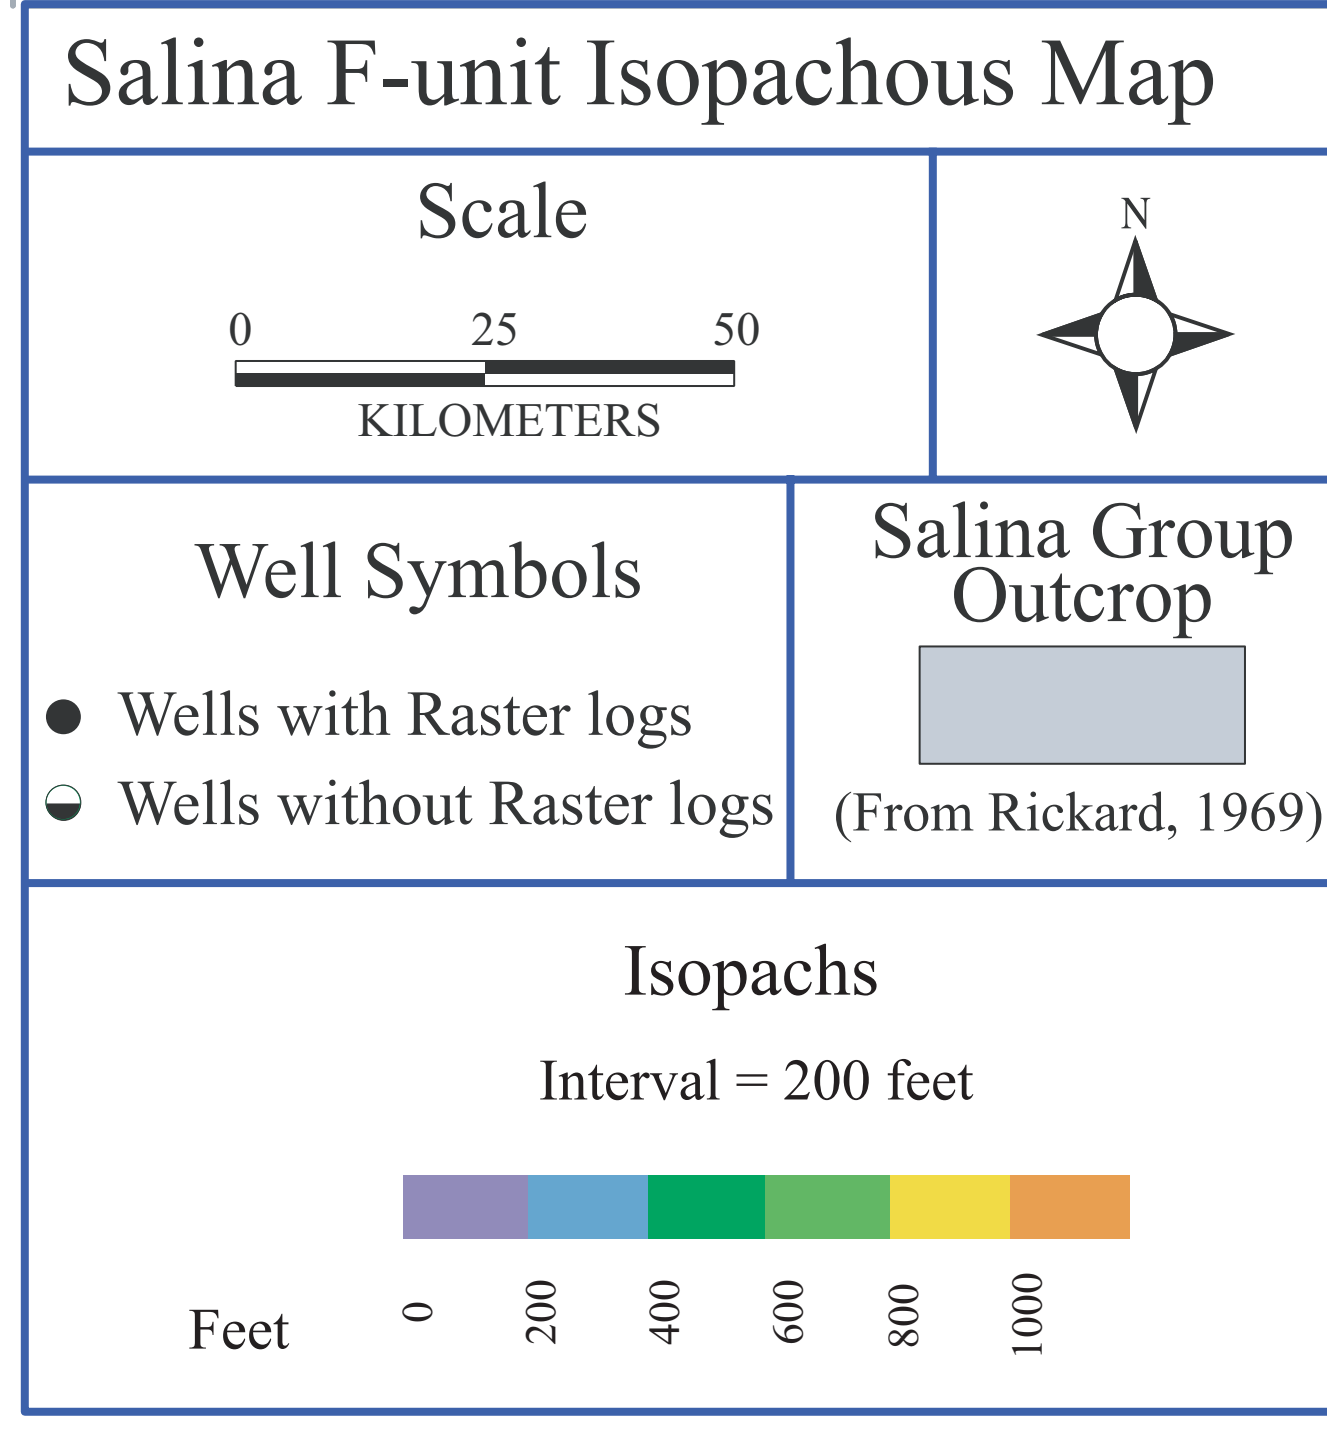 Salina F-unit Isopachous Map
Scale
0 25 50
KILOMETERS
N
Well Symbols
Wells with Raster logs
Wells without Raster logs
Salina Group
Outcrop
(From Rickard, 1969)
Isopachs
Interval = 200 feet
Feet 0 200 400 600 800 1000